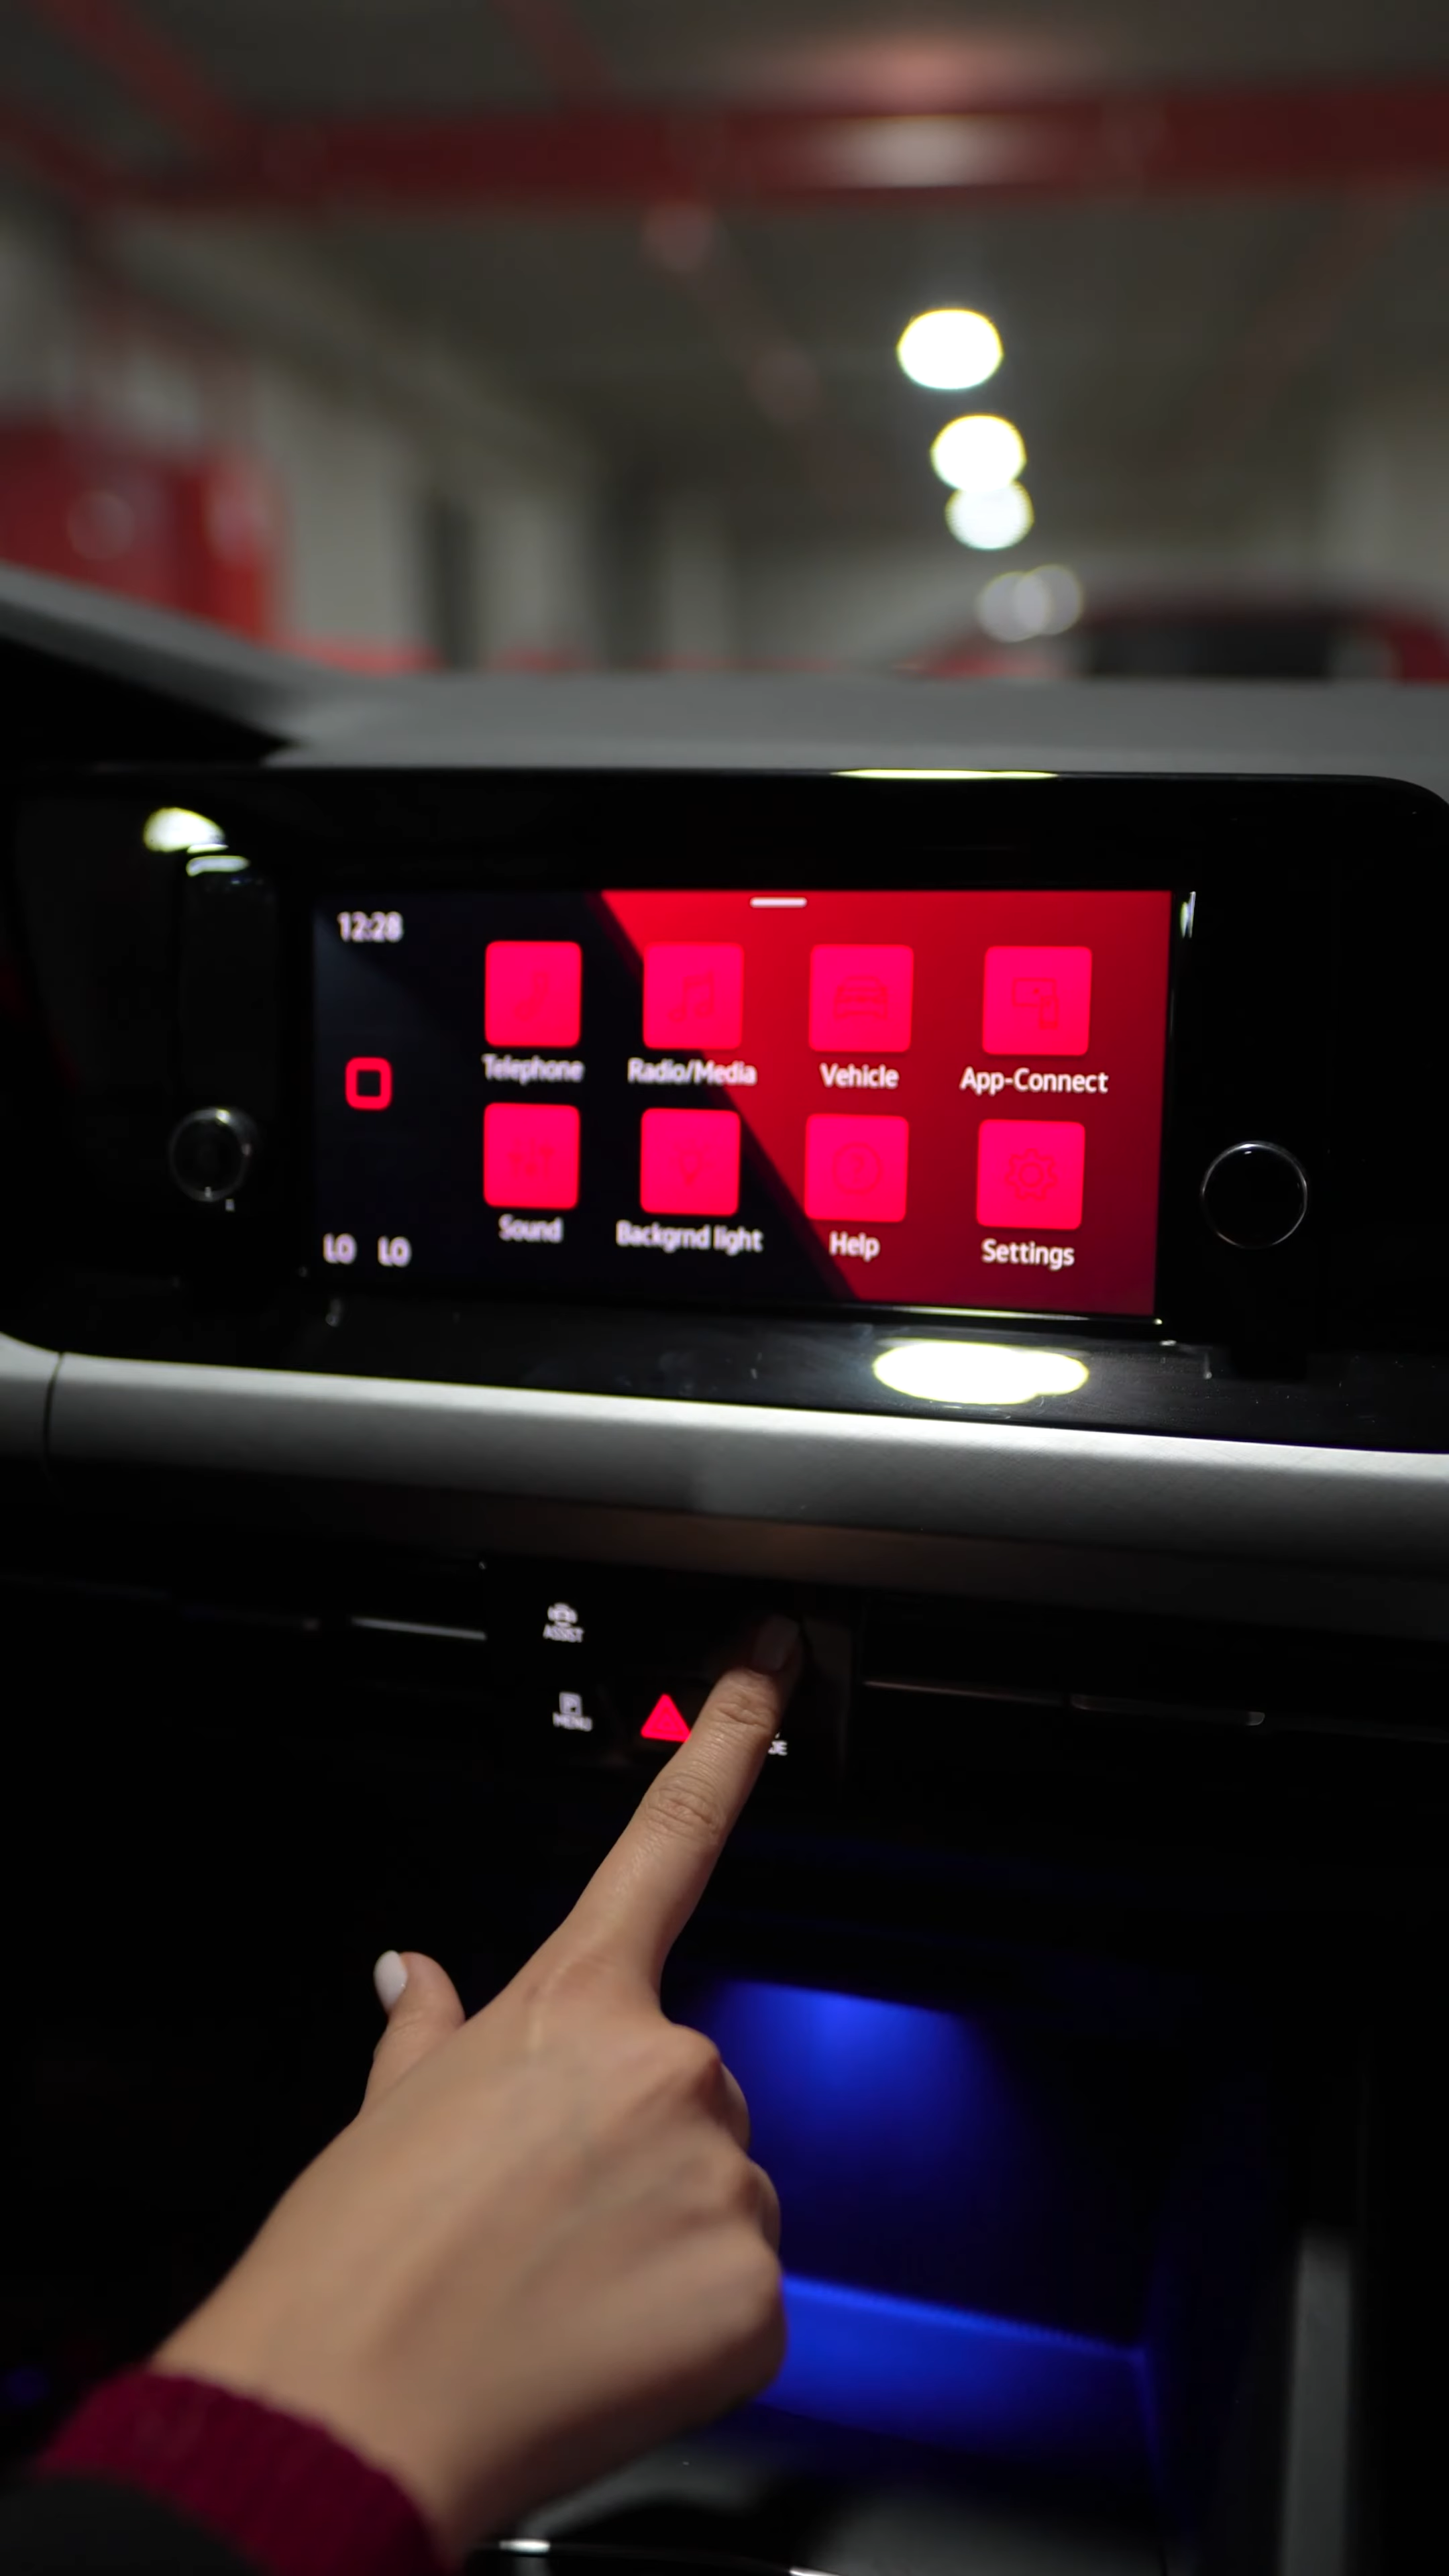 12:28
Telephone Radio/Media Vehicle App-Connect
Sound Backgrnd light Help Settings
LO LO
ASSIST
P
MENU